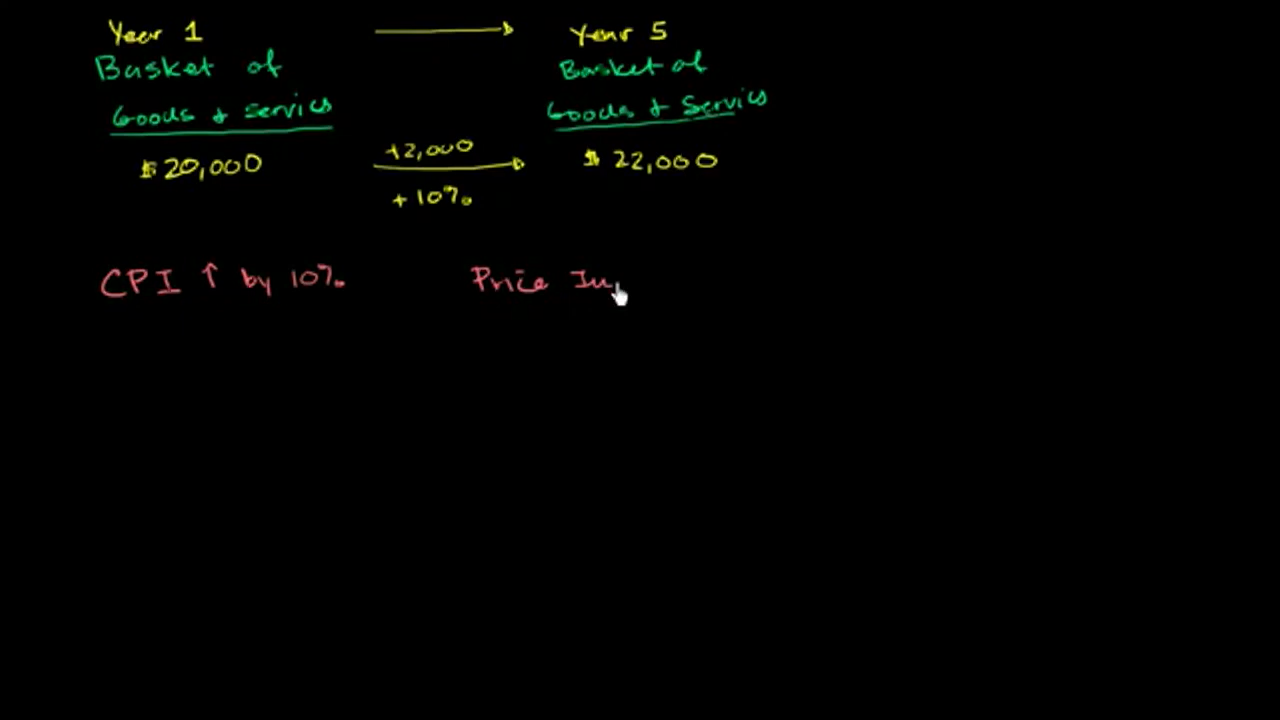 Year 1 Year 5
Basket of Basket of
Goods + Services Goods + Services
+2,000
$20,000 $22,000
+10%
CPI ↑ by 10% Price In